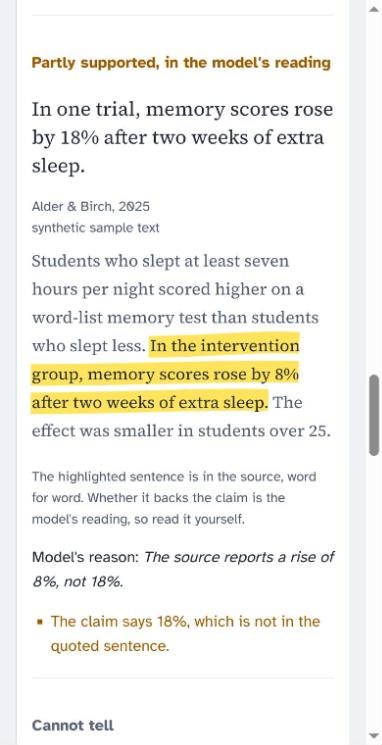 Partly supported, in the model's reading
In one trial, memory scores rose
by 18% after two weeks of extra
sleep.
Alder & Birch, 2025
synthetic sample text
Students who slept at least seven
hours per night scored higher on a
word-list memory test than students
who slept less. In the intervention
group, memory scores rose by 8%
after two weeks of extra sleep. The
effect was smaller in students over 25.
The highlighted sentence is in the source, word
for word. Whether it backs the claim is the
model's reading, so read it yourself.
Model's reason: The source reports a rise of
8%, not 18%.
▪ The claim says 18%, which is not in the
quoted sentence.
Cannot tell